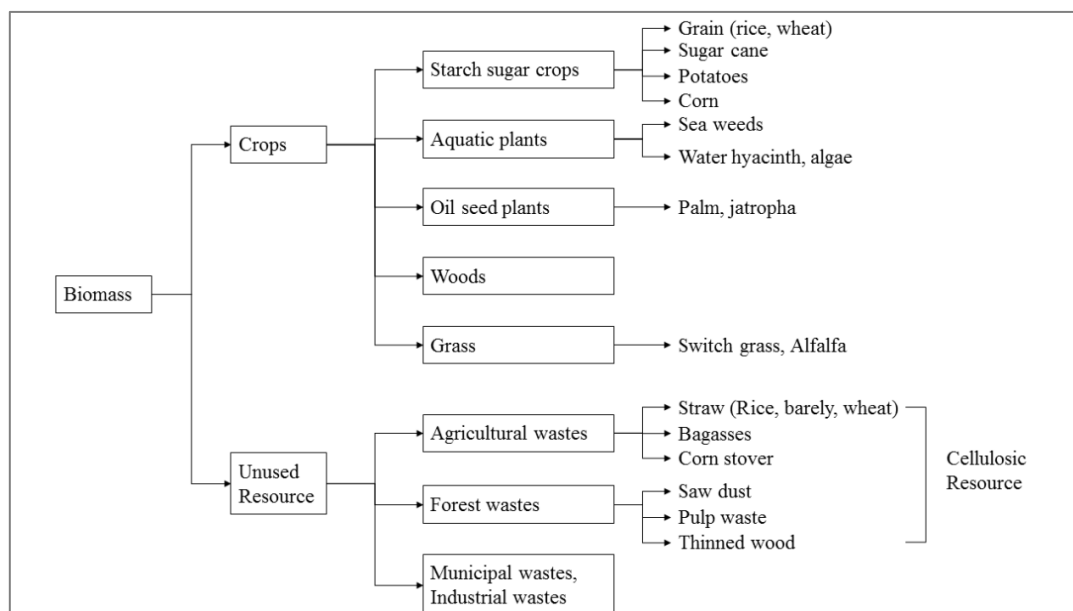 Biomass
Crops
Starch sugar crops
Grain (rice, wheat)
Sugar cane
Potatoes
Corn
Aquatic plants
Sea weeds
Water hyacinth, algae
Oil seed plants
Palm, jatropha
Woods
Grass
Switch grass, Alfalfa
Unused
Resource
Agricultural wastes
Straw (Rice, barely, wheat)
Bagasses
Corn stover
Forest wastes
Saw dust
Pulp waste
Thinned wood
Cellulosic
Resource
Municipal wastes,
Industrial wastes